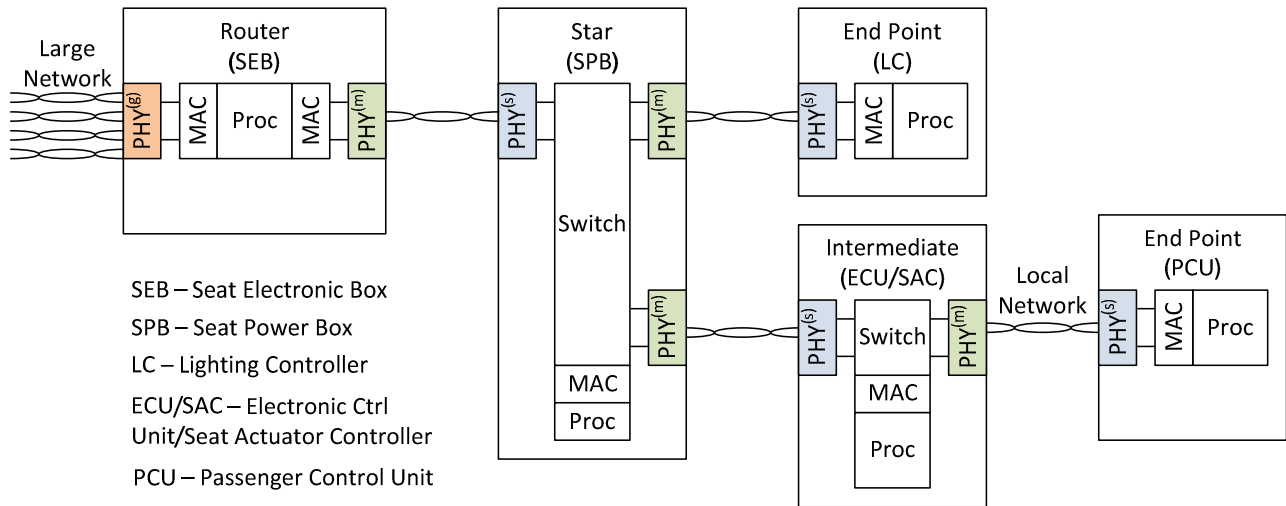 Large
Network
Router
(SEB)
PHY(g)
MAC
Proc
MAC
PHY(m)
Star
(SPB)
PHY(s)
Switch
PHY(m)
PHY(m)
MAC
Proc
End Point
(LC)
PHY(s)
MAC
Proc
Intermediate
(ECU/SAC)
PHY(s)
Switch
PHY(m)
MAC
Proc
Local
Network
End Point
(PCU)
PHY(s)
MAC
Proc
SEB – Seat Electronic Box
SPB – Seat Power Box
LC – Lighting Controller
ECU/SAC – Electronic Ctrl
Unit/Seat Actuator Controller
PCU – Passenger Control Unit